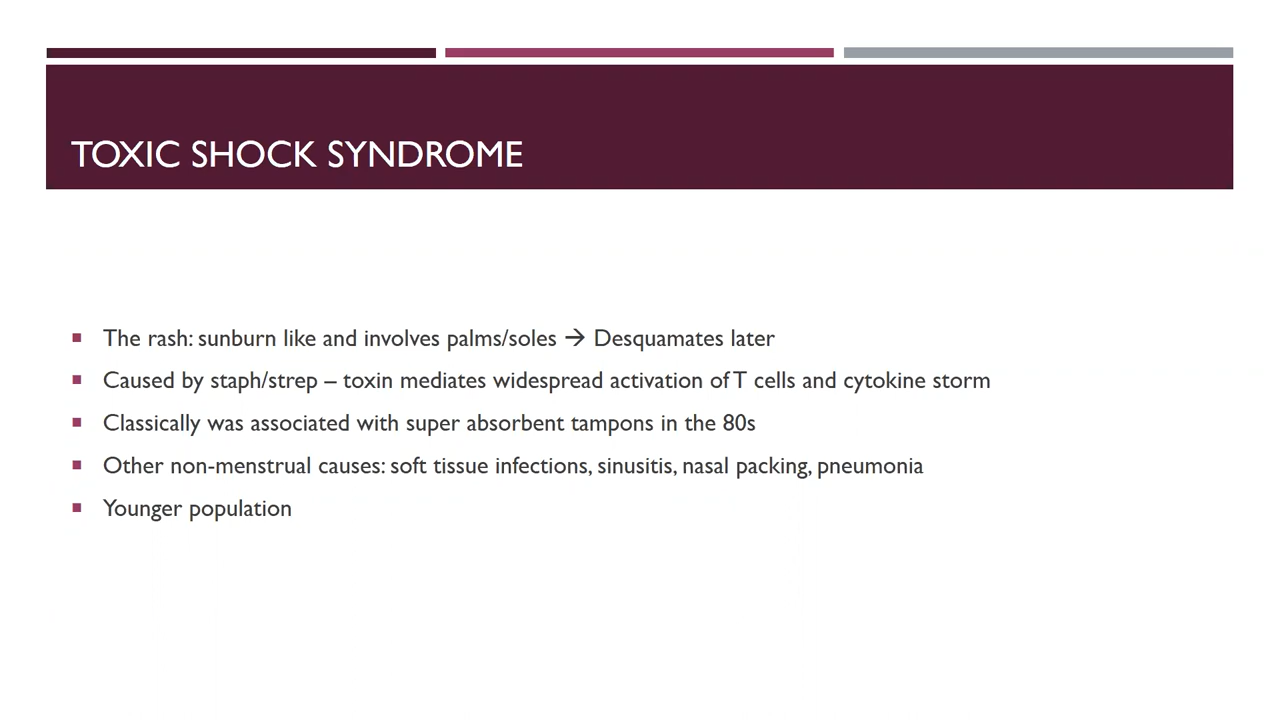 TOXIC SHOCK SYNDROME
The rash: sunburn like and involves palms/soles → Desquamates later
Caused by staph/strep – toxin mediates widespread activation of T cells and cytokine storm
Classically was associated with super absorbent tampons in the 80s
Other non-menstrual causes: soft tissue infections, sinusitis, nasal packing, pneumonia
Younger population